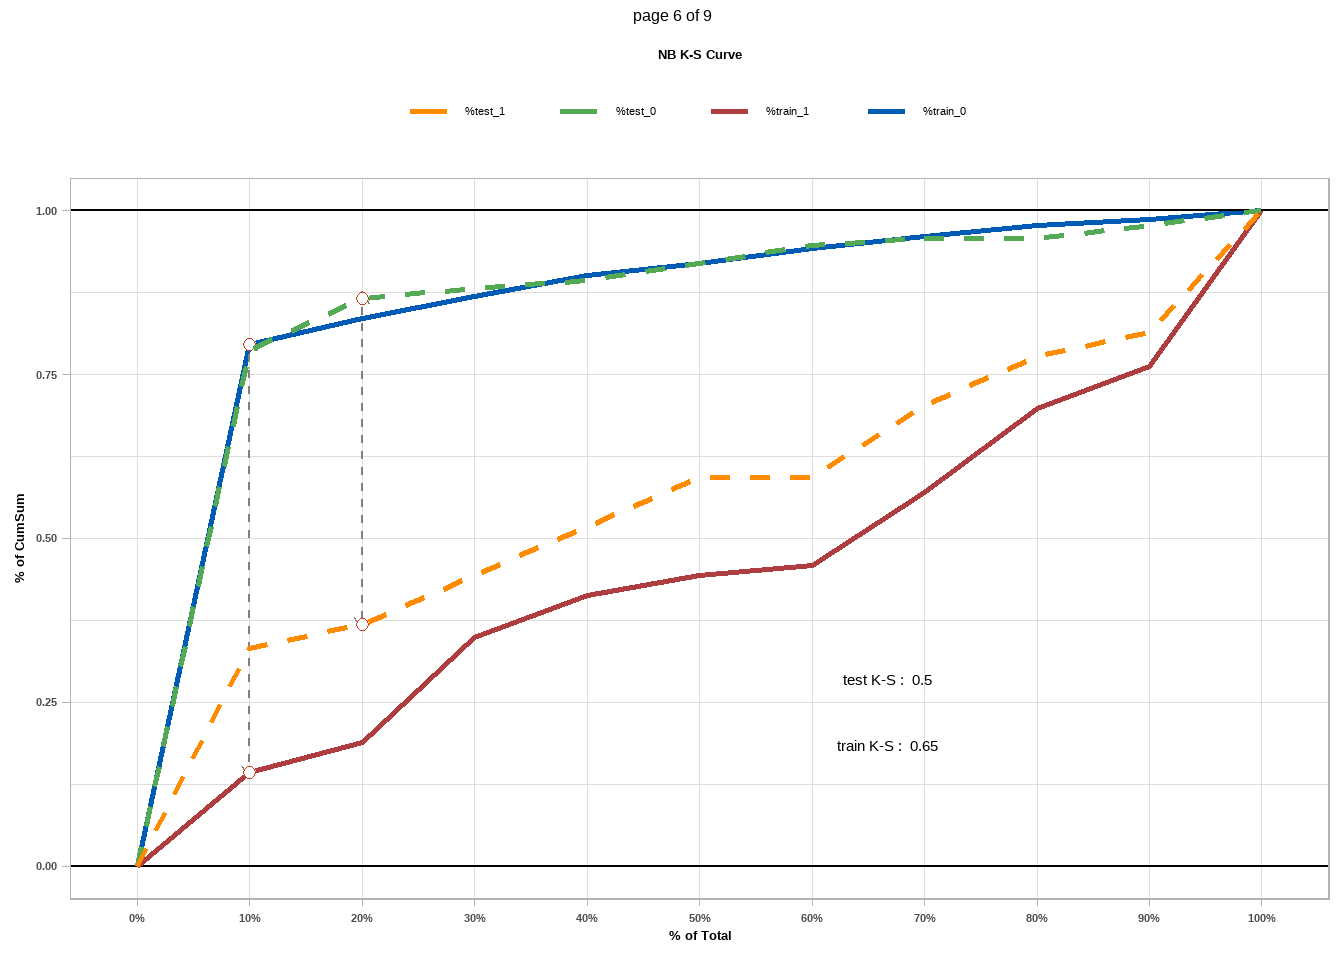 page 6 of 9
NB K-S Curve
%test_1 %test_0 %train_1 %train_0
1.00
0.75
0.50
0.25
0.00
% of CumSum
test K-S : 0.5
train K-S : 0.65
0% 10% 20% 30% 40% 50% 60% 70% 80% 90% 100%
% of Total